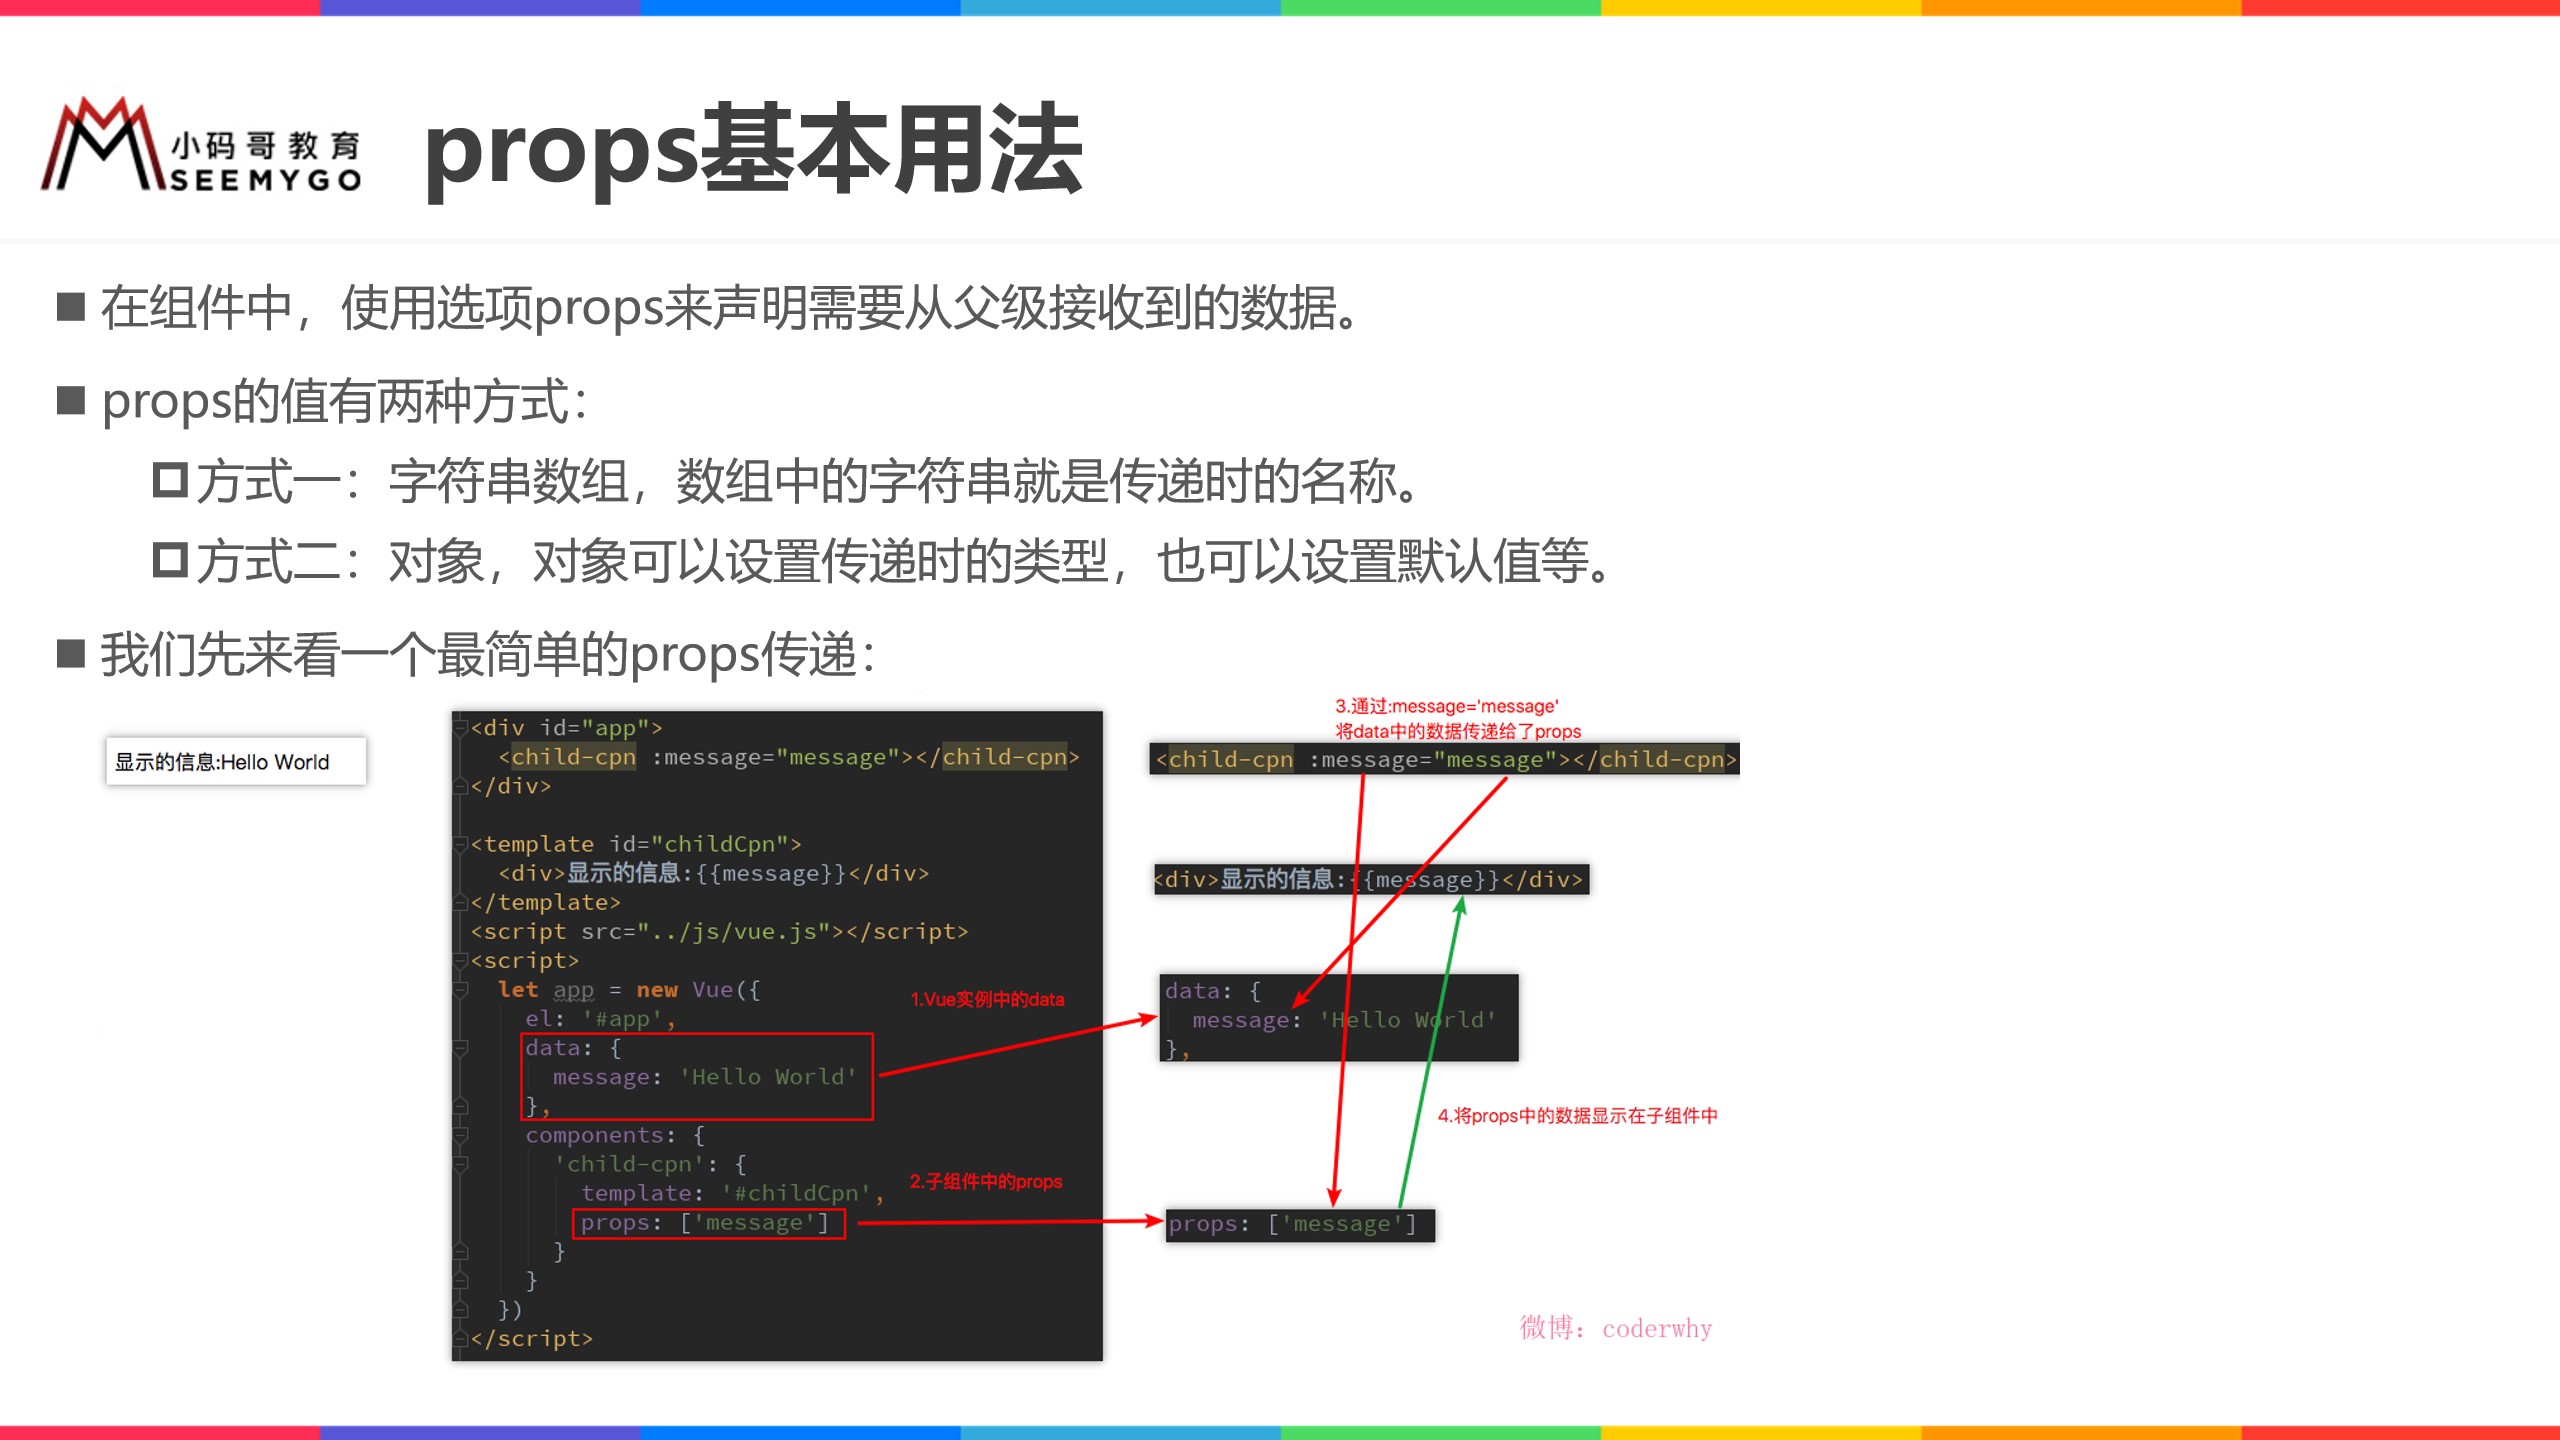 小码哥教育
SEEMYGO
props基本用法
在组件中，使用选项props来声明需要从父级接收到的数据。
props的值有两种方式：
方式一：字符串数组，数组中的字符串就是传递时的名称。
方式二：对象，对象可以设置传递时的类型，也可以设置默认值等。
我们先来看一个最简单的props传递：
显示的信息:Hello World
<div id="app">
<child-cpn :message="message"></child-cpn>
</div>
<template id="childCpn">
<div>显示的信息:{{message}}</div>
</template>
<script src="../js/vue.js"></script>
<script>
let app = new Vue({
el: '#app',
data: {
message: 'Hello World'
},
components: {
'child-cpn': {
template: '#childCpn',
props: ['message']
}
}
})
</script>
1.Vue实例中的data
2.子组件中的props
3.通过:message='message'
将data中的数据传递给了props
<child-cpn :message="message"></child-cpn>
<div>显示的信息:{{message}}</div>
data: {
message: 'Hello World'
},
4.将props中的数据显示在子组件中
props: ['message']
微博：coderwhy